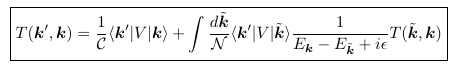 $T(\boldsymbol{k}', \boldsymbol{k}) = \frac{1}{\mathcal{C}} \langle \boldsymbol{k}' | V | \boldsymbol{k} \rangle + \int \frac{d\tilde{\boldsymbol{k}}}{\mathcal{N}} \langle \boldsymbol{k}' | V | \tilde{\boldsymbol{k}} \rangle \frac{1}{E_{\boldsymbol{k}} - E_{\tilde{\boldsymbol{k}}} + i\epsilon} T(\tilde{\boldsymbol{k}}, \boldsymbol{k})$